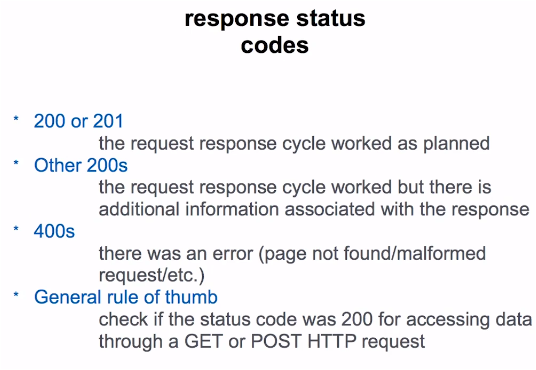 response status
codes
* 200 or 201
the request response cycle worked as planned
* Other 200s
the request response cycle worked but there is
additional information associated with the response
* 400s
there was an error (page not found/malformed
request/etc.)
* General rule of thumb
check if the status code was 200 for accessing data
through a GET or POST HTTP request